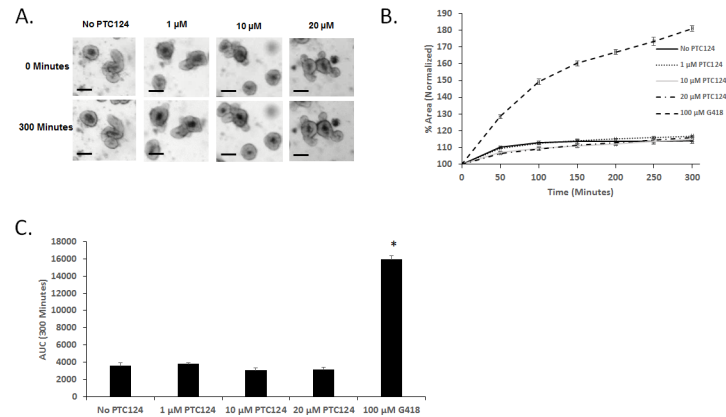 A.
No PTC124 1 µM 10 µM 20 µM
0 Minutes
300 Minutes
B.
% Area (Normalized)
190
180
170
160
150
140
130
120
110
100
0 50 100 150 200 250 300
Time (Minutes)
No PTC124
1 µM PTC124
10 µM PTC124
20 µM PTC124
100 µM G418
C.
AUC (300 Minutes)
18000
16000
14000
12000
10000
8000
6000
4000
2000
0
*
No PTC124 1 µM PTC124 10 µM PTC124 20 µM PTC124 100 µM G418